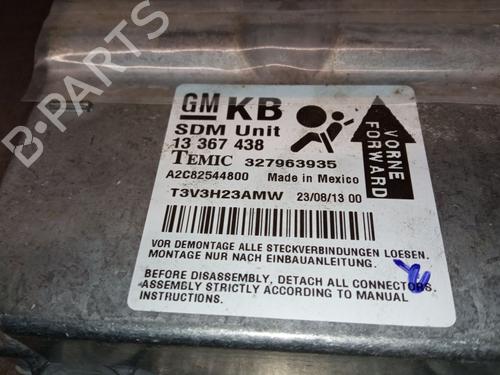 B-PARTS
GM KB
SDM Unit
13 367 438
TEMIC 327963935
A2C82544800 Made in Mexico
T3V3H23AMW 23/08/13 00
VORNE
FORWARD
VOR DEMONTAGE ALLE STECKVERBINDUNGEN LOESEN.
MONTAGE NUR NACH EINBAUANLEITUNG.
BEFORE DISASSEMBLY, DETACH ALL CONNECTORS.
ASSEMBLY STRICTLY ACCORDING TO MANUAL
INSTRUCTIONS.